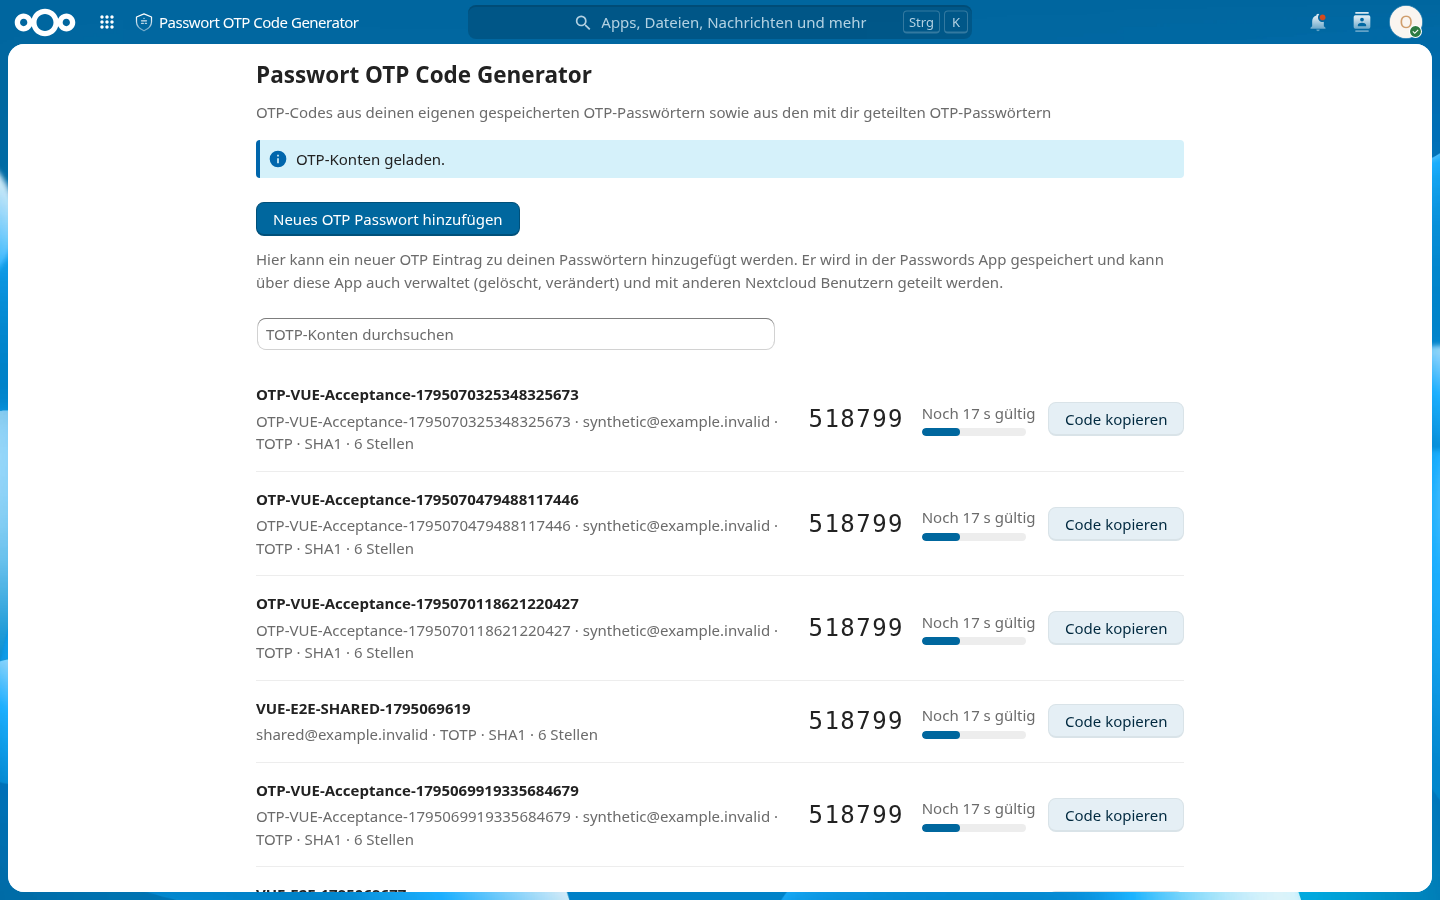 Passwort OTP Code Generator
Apps, Dateien, Nachrichten und mehr
Strg
K
O
Passwort OTP Code Generator
OTP-Codes aus deinen eigenen gespeicherten OTP-Passwörtern sowie aus den mit dir geteilten OTP-Passwörtern
OTP-Konten geladen.
Neues OTP Passwort hinzufügen
Hier kann ein neuer OTP Eintrag zu deinen Passwörtern hinzugefügt werden. Er wird in der Passwords App gespeichert und kann
über diese App auch verwaltet (gelöscht, verändert) und mit anderen Nextcloud Benutzern geteilt werden.
TOTP-Konten durchsuchen
OTP-VUE-Acceptance-1795070325348325673
OTP-VUE-Acceptance-1795070325348325673 · synthetic@example.invalid ·
TOTP · SHA1 · 6 Stellen
518799
Noch 17 s gültig
Code kopieren
OTP-VUE-Acceptance-1795070479488117446
OTP-VUE-Acceptance-1795070479488117446 · synthetic@example.invalid ·
TOTP · SHA1 · 6 Stellen
518799
Noch 17 s gültig
Code kopieren
OTP-VUE-Acceptance-1795070118621220427
OTP-VUE-Acceptance-1795070118621220427 · synthetic@example.invalid ·
TOTP · SHA1 · 6 Stellen
518799
Noch 17 s gültig
Code kopieren
VUE-E2E-SHARED-1795069619
shared@example.invalid · TOTP · SHA1 · 6 Stellen
518799
Noch 17 s gültig
Code kopieren
OTP-VUE-Acceptance-1795069919335684679
OTP-VUE-Acceptance-1795069919335684679 · synthetic@example.invalid ·
TOTP · SHA1 · 6 Stellen
518799
Noch 17 s gültig
Code kopieren